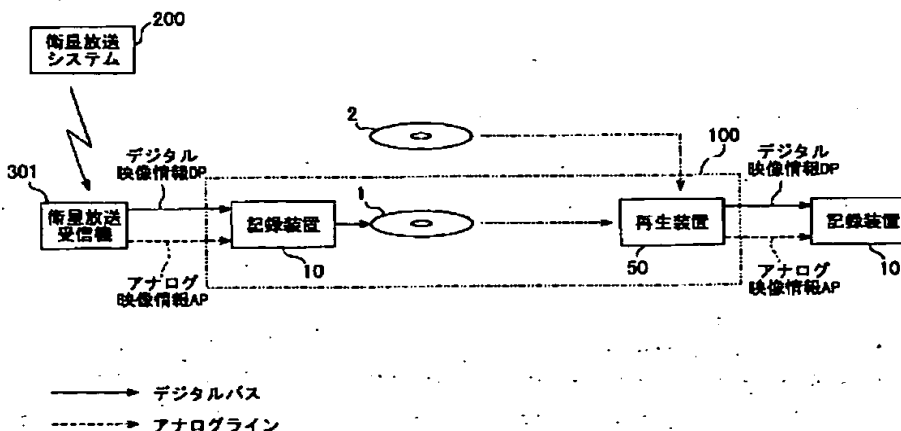 200
衛星放送
システム
2
100
デジタル
映像情報DP
デジタル
映像情報DP
301
1
衛星放送
受信機
記録装置
再生装置
記録装置
10
50
10
アナログ
映像情報AP
アナログ
映像情報AP
デジタルバス
アナログライン